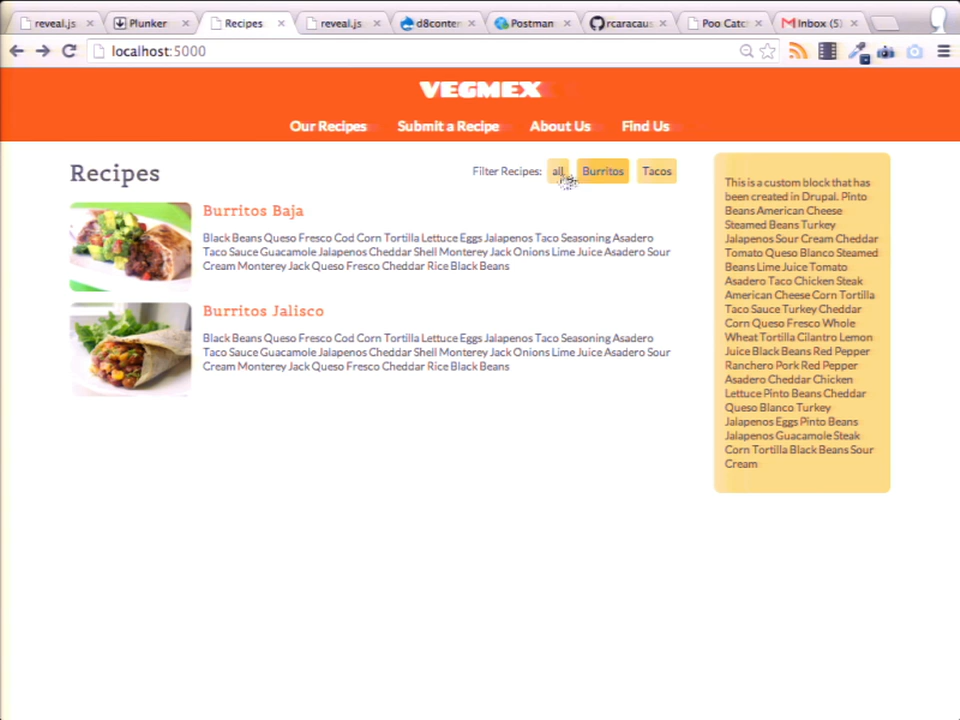 reveal.js
Plunker
Recipes
reveal.js
d8conter
Postman
rcaracaus
Poo Catc
Inbox (5)
localhost:5000
VEGMEX
Our Recipes Submit a Recipe About Us Find Us
Recipes
Filter Recipes: all Burritos Tacos
Burritos Baja
Black Beans Queso Fresco Cod Corn Tortilla Lettuce Eggs Jalapenos Taco Seasoning Asadero
Taco Sauce Guacamole Jalapenos Cheddar Shell Monterey Jack Onions Lime Juice Asadero Sour
Cream Monterey Jack Queso Fresco Cheddar Rice Black Beans
Burritos Jalisco
Black Beans Queso Fresco Cod Corn Tortilla Lettuce Eggs Jalapenos Taco Seasoning Asadero
Taco Sauce Guacamole Jalapenos Cheddar Shell Monterey Jack Onions Lime Juice Asadero Sour
Cream Monterey Jack Queso Fresco Cheddar Rice Black Beans
This is a custom block that has
been created in Drupal. Pinto
Beans American Cheese
Steamed Beans Turkey
Jalapenos Sour Cream Cheddar
Tomato Queso Blanco Steamed
Beans Lime Juice Tomato
Asadero Taco Chicken Steak
American Cheese Corn Tortilla
Taco Sauce Turkey Cheddar
Corn Queso Fresco Whole
Wheat Tortilla Cilantro Lemon
Juice Black Beans Red Pepper
Ranchero Pork Red Pepper
Asadero Cheddar Chicken
Lettuce Pinto Beans Cheddar
Queso Blanco Turkey
Jalapenos Eggs Pinto Beans
Jalapenos Guacamole Steak
Corn Tortilla Black Beans Sour
Cream